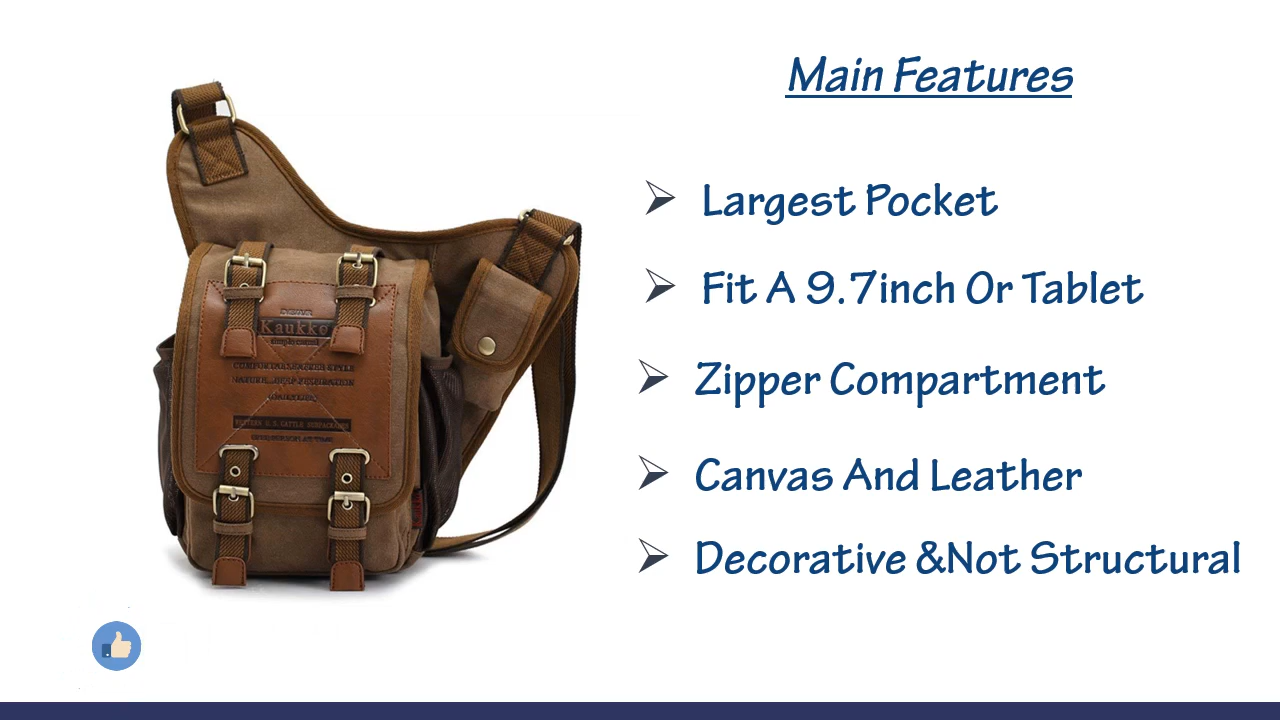 Main Features
Largest Pocket
Fit A 9.7inch Or Tablet
Zipper Compartment
Canvas And Leather
Decorative &Not Structural
Kaukko